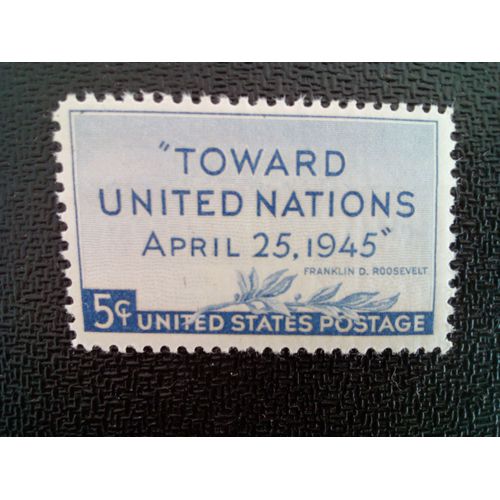 "TOWARD
UNITED NATIONS
APRIL 25, 1945"
FRANKLIN D. ROOSEVELT
5¢ UNITED STATES POSTAGE